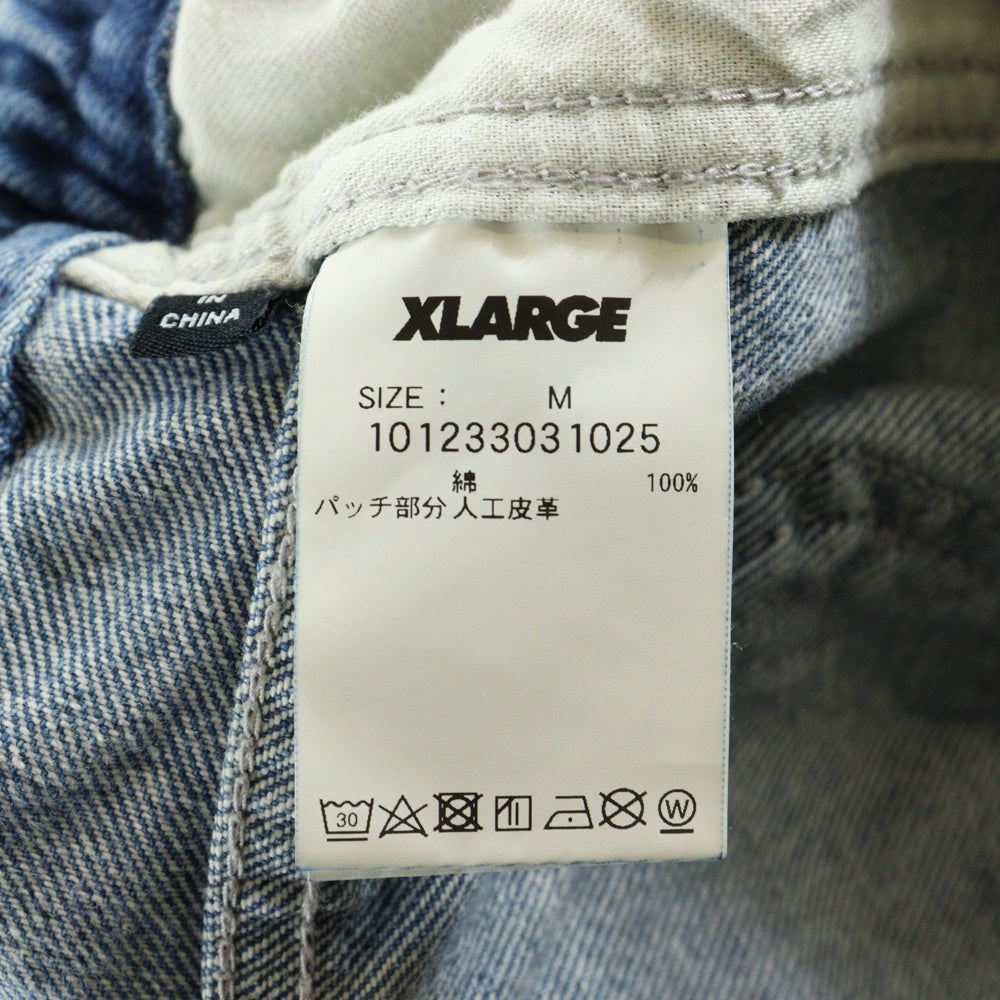 IN
CHINA
XLARGE
SIZE : M
101233031025
綿 100%
パッチ部分 人工皮革
30
W